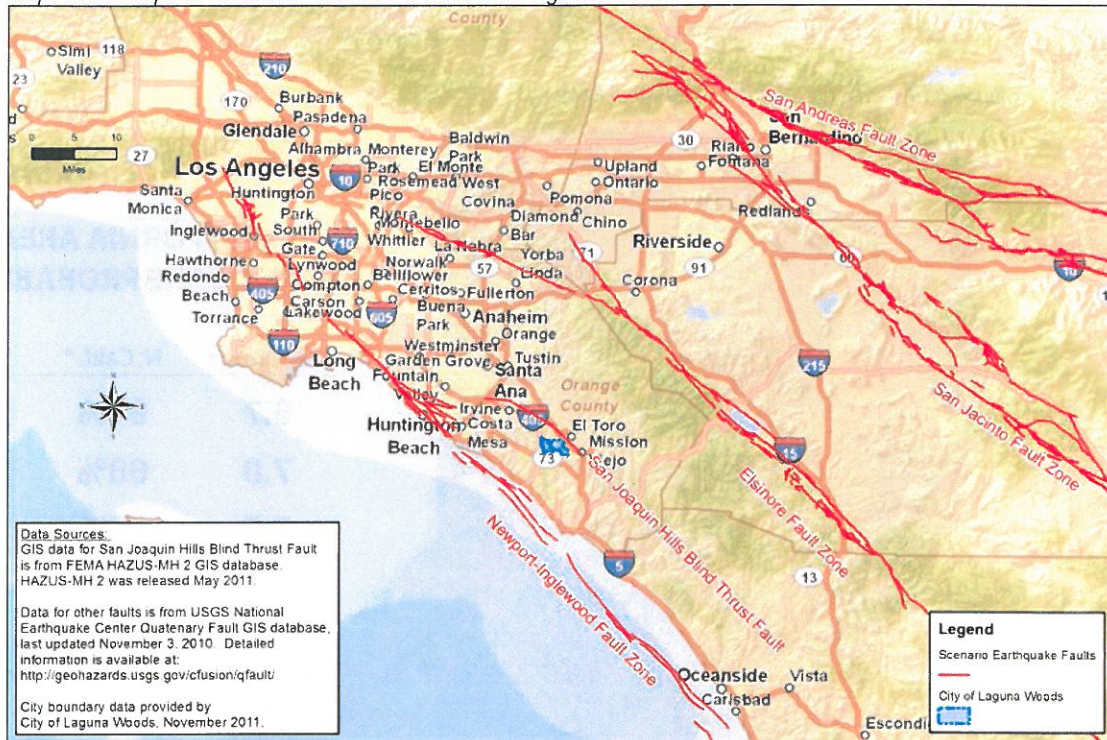 County
Simi
Valley
118
23
210
170
Burbank
Pasadena
Glendale
27
0 5 10
Miles
Alhambra
Monterey
Park
Baldwin
Park
El Monte
Los Angeles
10
Rosemead
West
Covina
Santa
Monica
Huntington
Park
Pico
Rivera
Montebello
Inglewood
South
Gate
710
Whittier
Diamond
Bar
Pomona
Chino
Upland
Ontario
30
Fontana
San
Bernardino
San Andreas Fault Zone
Redlands
Riverside
Hawthorne
Lynwood
Norwalk
La Habra
57
Yorba
Linda
71
91
60
10
Redondo
Beach
405
Compton
Bellflower
Cerritos
Fullerton
Corona
Torrance
Carson
Lakewood
605
Buena
Park
Anaheim
Orange
110
Long
Beach
Westminster
Garden Grove
Tustin
Santa
Ana
215
Fountain
Valley
Orange
County
San Jacinto Fault Zone
Huntington
Beach
Irvine
Costa
Mesa
405
El Toro
Mission
Viejo
73
15
San Joaquin Hills Blind Thrust Fault
Elsinore Fault Zone
Newport-Inglewood Fault Zone
5
13
Oceanside
Vista
Carlsbad
Escondi
Data Sources:
GIS data for San Joaquin Hills Blind Thrust Fault
is from FEMA HAZUS-MH 2 GIS database.
HAZUS-MH 2 was released May 2011.
Data for other faults is from USGS National
Earthquake Center Quatenary Fault GIS database,
last updated November 3, 2010. Detailed
information is available at:
http://geohazards.usgs.gov/cfusion/qfault/
City boundary data provided by
City of Laguna Woods, November 2011.
Legend
Scenario Earthquake Faults
City of Laguna Woods